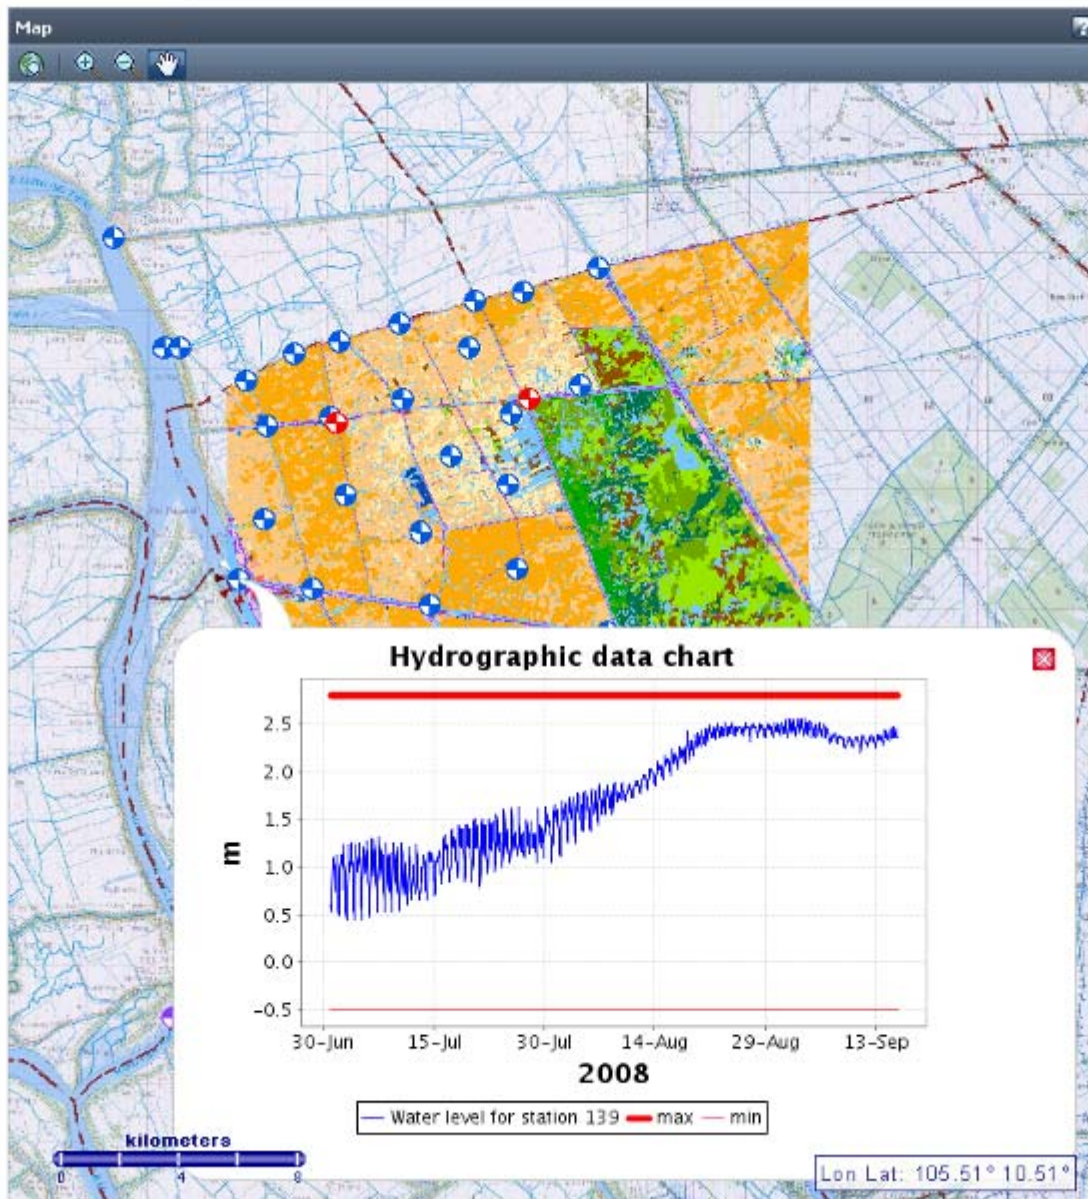 Map
?
Hydrographic data chart
2.5
2.0
1.5
1.0
0.5
0.0
-0.5
m
30-Jun 15-Jul 30-Jul 14-Aug 29-Aug 13-Sep
2008
Water level for station 139 max min
kilometers
0 4 8
Lon Lat: 105.51° 10.51°